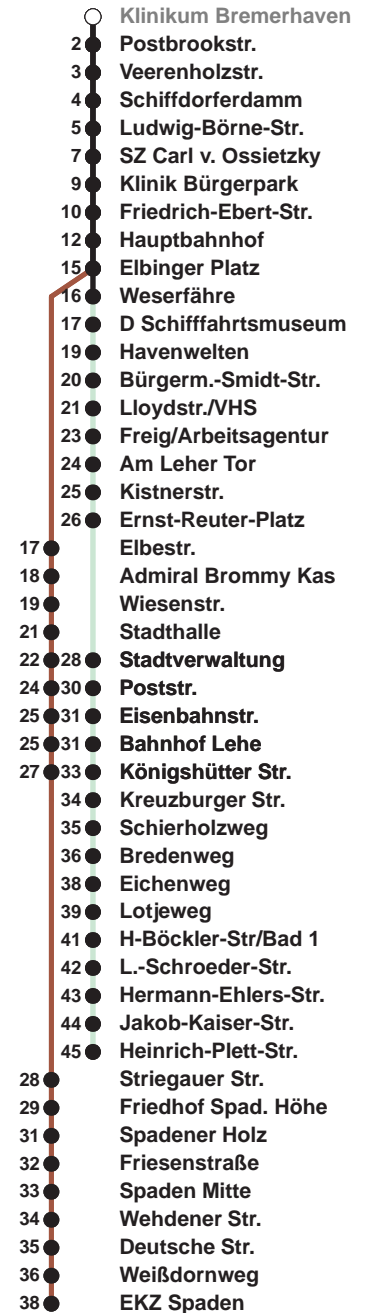 Klinikum Bremerhaven
2 Postbrookstr.
3 Veerenholzstr.
4 Schiffdorferdamm
5 Ludwig-Börne-Str.
7 SZ Carl v. Ossietzky
9 Klinik Bürgerpark
10 Friedrich-Ebert-Str.
12 Hauptbahnhof
15 Elbinger Platz
16 Weserfähre
17 D Schifffahrtsmuseum
19 Havenwelten
20 Bürgerm.-Smidt-Str.
21 Lloydstr./VHS
23 Freig/Arbeitsagentur
24 Am Leher Tor
25 Kistnerstr.
26 Ernst-Reuter-Platz
17 Elbestr.
18 Admiral Brommy Kas
19 Wiesenstr.
21 Stadthalle
22 28 Stadtverwaltung
24 30 Poststr.
25 31 Eisenbahnstr.
25 31 Bahnhof Lehe
27 33 Königshütter Str.
34 Kreuzburger Str.
35 Schierholzweg
36 Bredenweg
38 Eichenweg
39 Lotjeweg
41 H-Böckler-Str/Bad 1
42 L.-Schroeder-Str.
43 Hermann-Ehlers-Str.
44 Jakob-Kaiser-Str.
45 Heinrich-Plett-Str.
28 Striegauer Str.
29 Friedhof Spad. Höhe
31 Spadener Holz
32 Friesenstraße
33 Spaden Mitte
34 Wehdener Str.
35 Deutsche Str.
36 Weißdornweg
38 EKZ Spaden